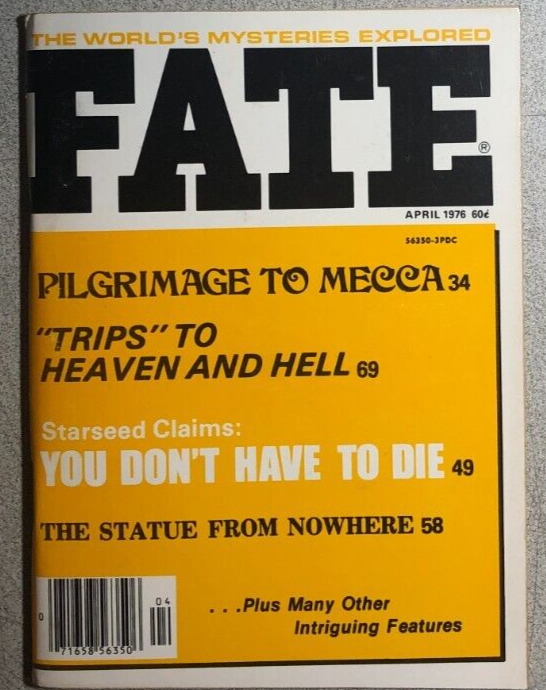 THE WORLD'S MYSTERIES EXPLORED
FATE®
APRIL 1976 60¢
56350-3PDC
PILGRIMAGE TO MECCA 34
"TRIPS" TO
HEAVEN AND HELL 69
Starseed Claims:
YOU DON'T HAVE TO DIE 49
THE STATUE FROM NOWHERE 58
...Plus Many Other
Intriguing Features
04
0 71658 56350